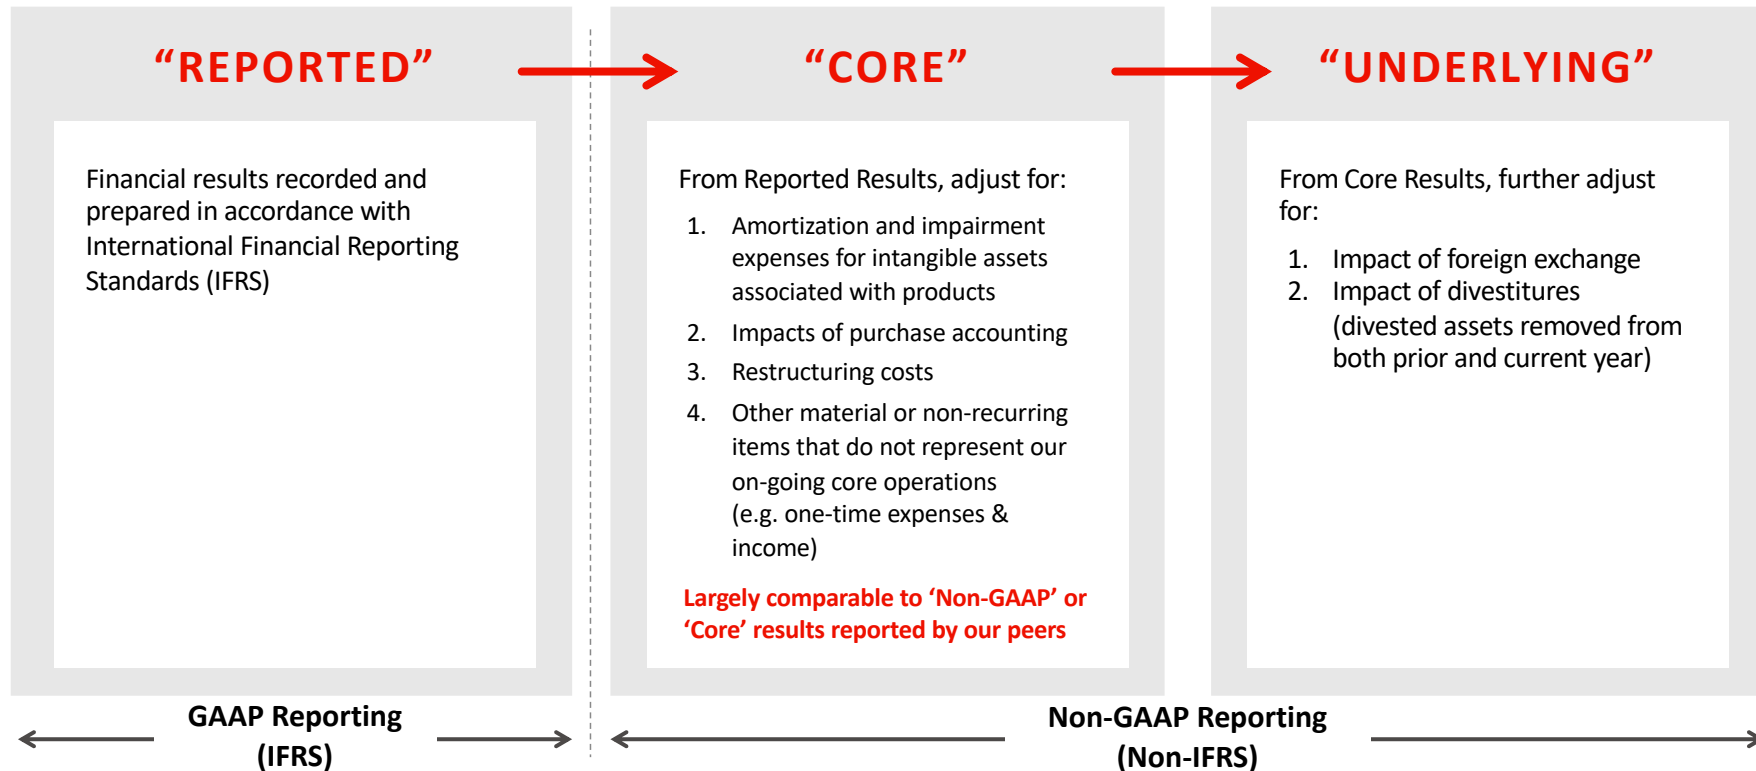 “REPORTED”
Financial results recorded and
prepared in accordance with
International Financial Reporting
Standards (IFRS)
“CORE”
From Reported Results, adjust for:
1. Amortization and impairment
expenses for intangible assets
associated with products
2. Impacts of purchase accounting
3. Restructuring costs
4. Other material or non-recurring
items that do not represent our
on-going core operations
(e.g. one-time expenses &
income)
Largely comparable to ‘Non-GAAP’ or
‘Core’ results reported by our peers
“UNDERLYING”
From Core Results, further adjust
for:
1. Impact of foreign exchange
2. Impact of divestitures
(divested assets removed from
both prior and current year)
GAAP Reporting
(IFRS)
Non-GAAP Reporting
(Non-IFRS)